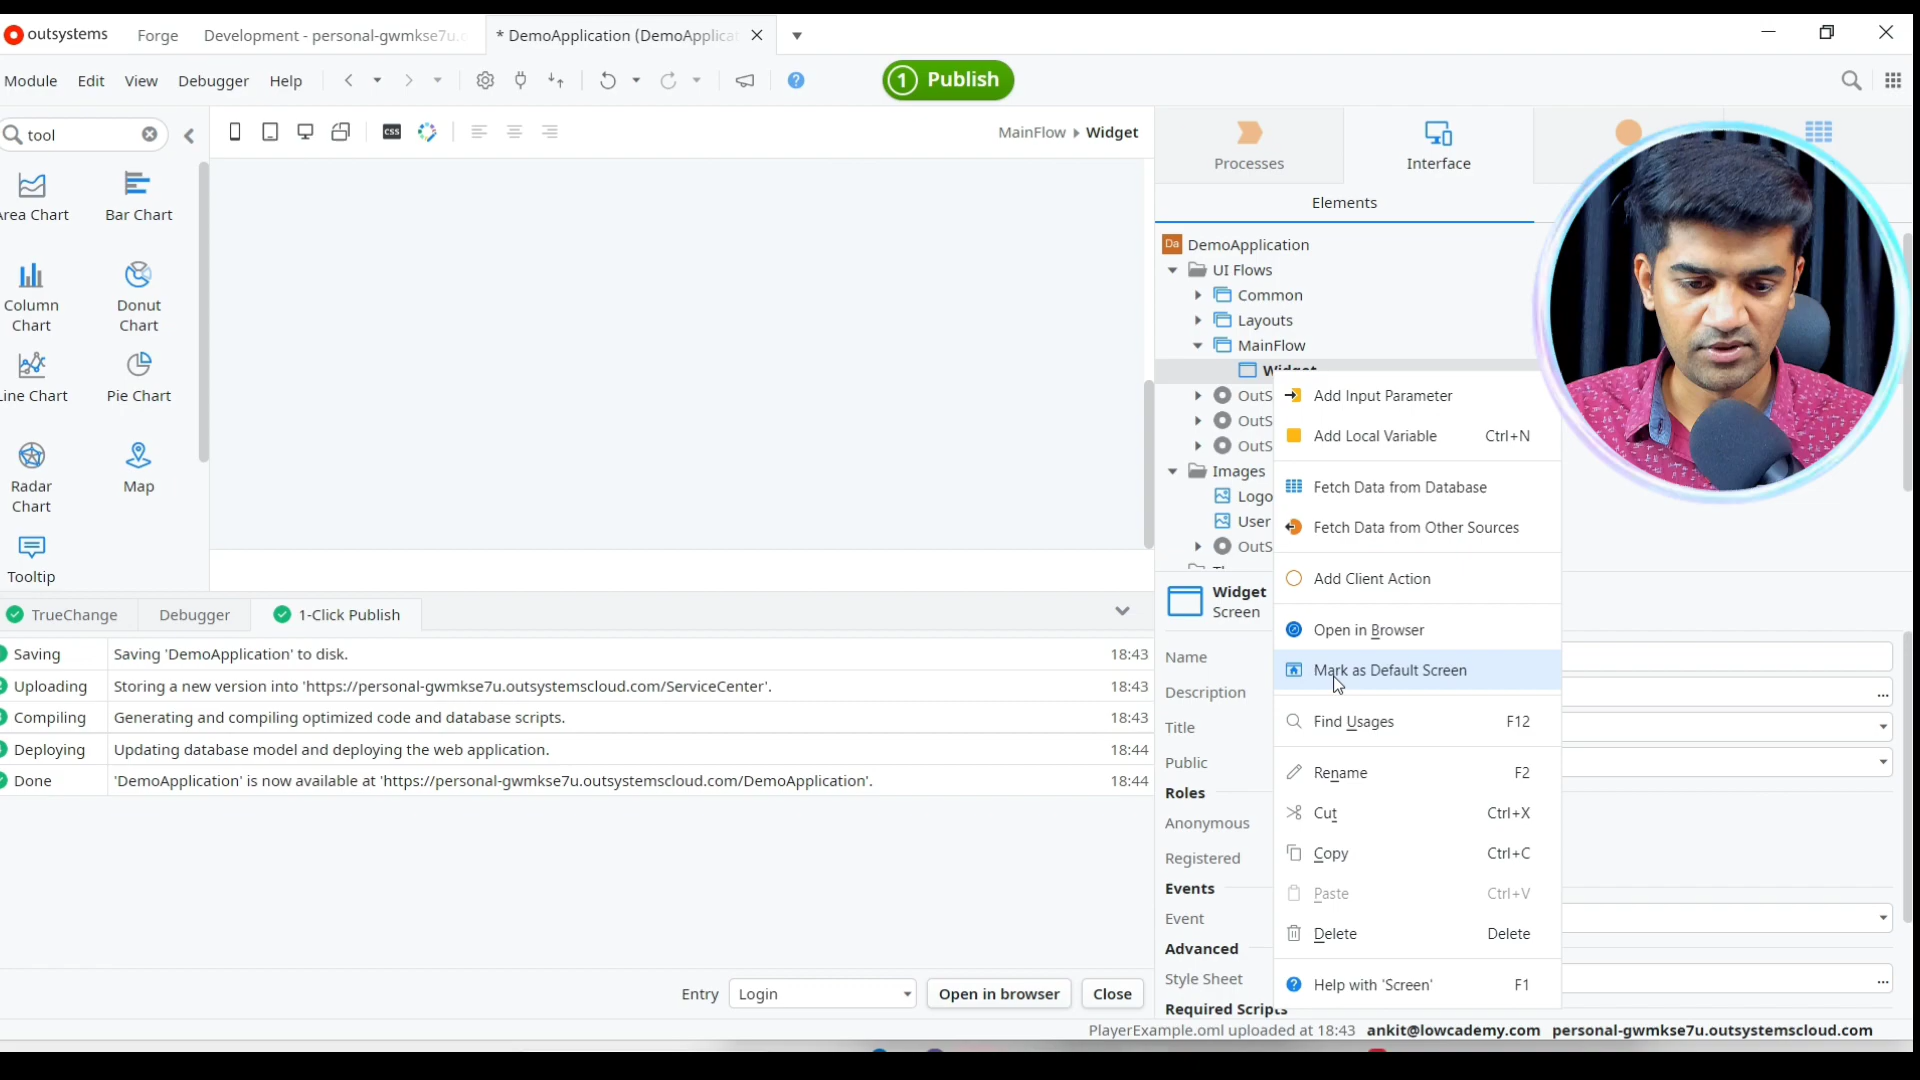 outsystems
Forge
Development - personal-gwmkse7u.o
* DemoApplication (DemoApplica
Module Edit View Debugger Help
1 Publish
tool
css
MainFlow Widget
Processes
Interface
Elements
Area Chart
Bar Chart
Column
Chart
Donut
Chart
Line Chart
Pie Chart
Radar
Chart
Map
Tooltip
Da DemoApplication
UI Flows
Common
Layouts
MainFlow
Widget
OutS
OutS
OutS
Images
Logo
User
OutS
Add Input Parameter
Add Local Variable Ctrl+N
Fetch Data from Database
Fetch Data from Other Sources
Add Client Action
Open in Browser
Mark as Default Screen
Find Usages F12
Rename F2
Cut Ctrl+X
Copy Ctrl+C
Paste Ctrl+V
Delete Delete
Help with 'Screen' F1
Widget
Screen
Name
Description ...
Title
Public
Roles
Anonymous
Registered
Events
Event
Advanced
Style Sheet ...
Required Scripts
TrueChange Debugger 1-Click Publish
Saving Saving 'DemoApplication' to disk. 18:43
Uploading Storing a new version into 'https://personal-gwmkse7u.outsystemscloud.com/ServiceCenter'. 18:43
Compiling Generating and compiling optimized code and database scripts. 18:43
Deploying Updating database model and deploying the web application. 18:44
Done 'DemoApplication' is now available at 'https://personal-gwmkse7u.outsystemscloud.com/DemoApplication'. 18:44
Entry Login Open in browser Close
PlayerExample.oml uploaded at 18:43 ankit@lowcademy.com personal-gwmkse7u.outsystemscloud.com